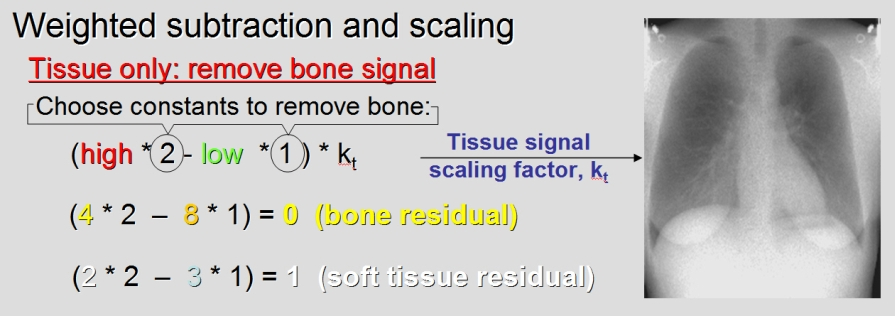 Weighted subtraction and scaling
Tissue only: remove bone signal
Choose constants to remove bone:
(high * 2 - low * 1 ) * kt
Tissue signal
scaling factor, kt
(4 * 2 – 8 * 1) = 0 (bone residual)
(2 * 2 – 3 * 1) = 1 (soft tissue residual)